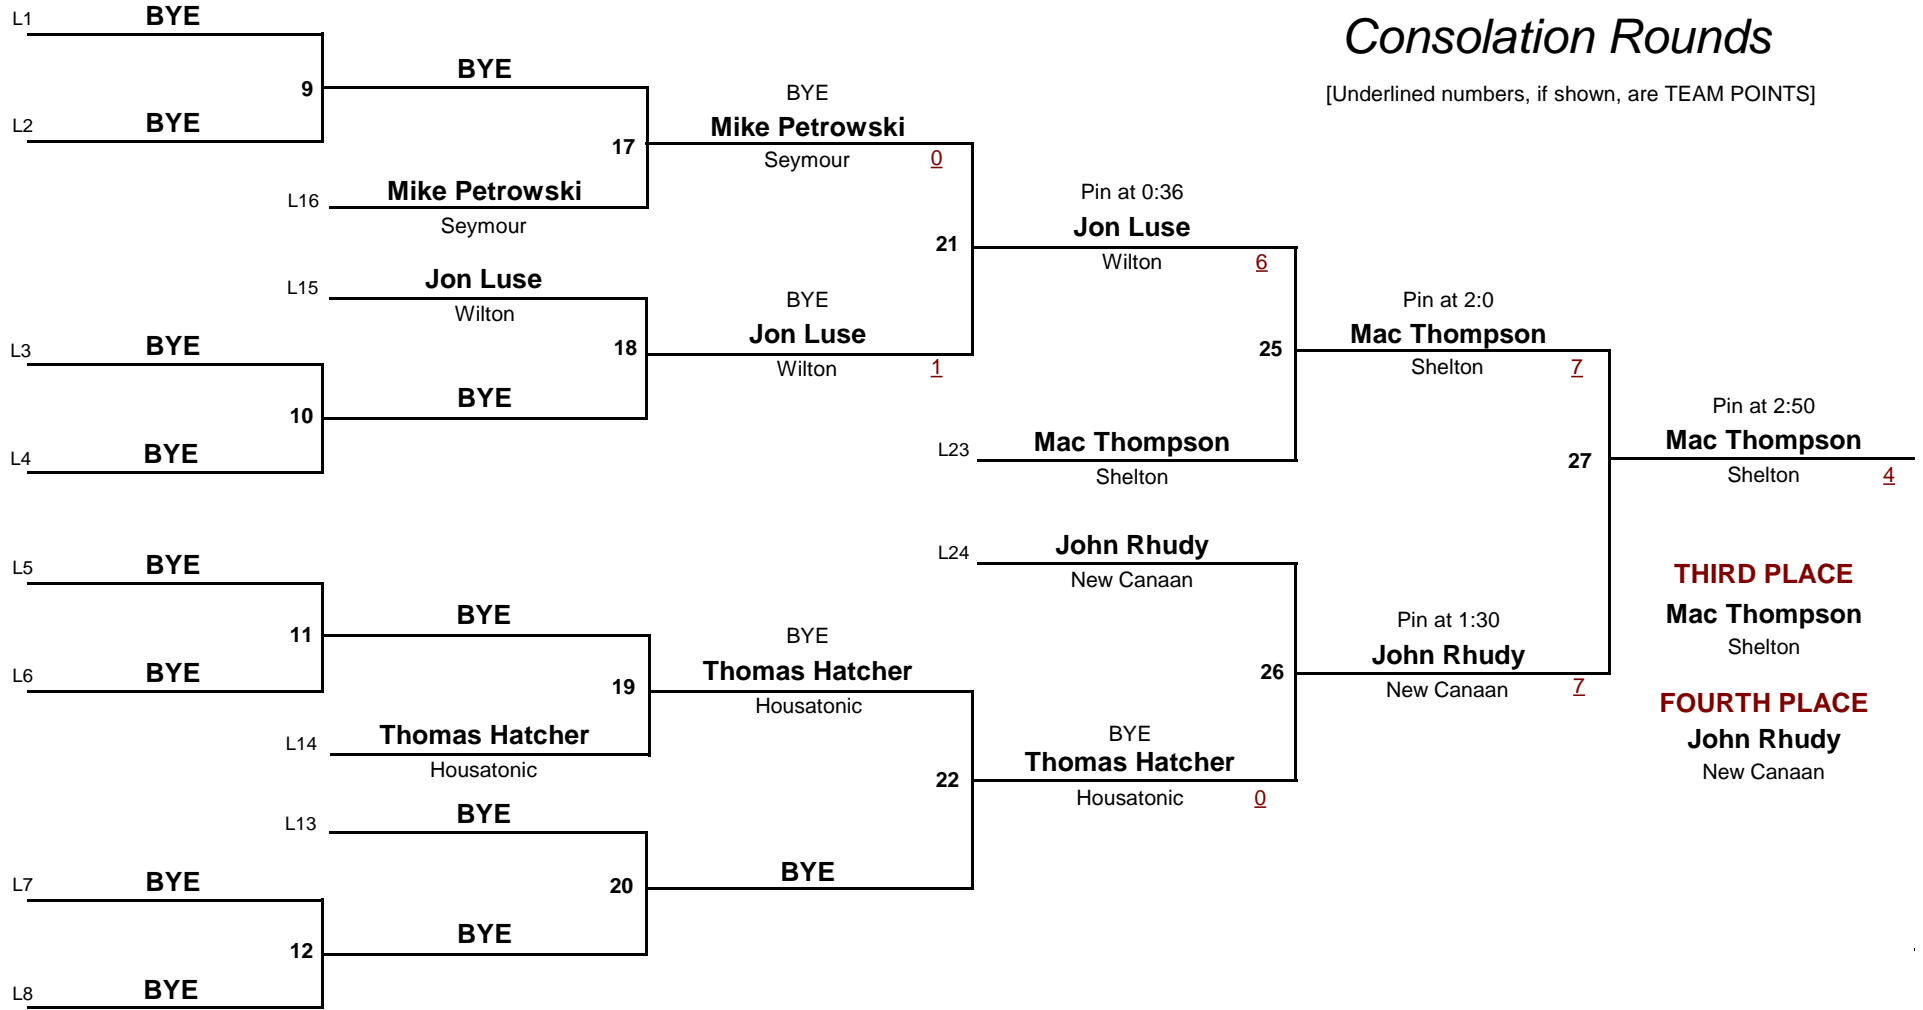 Consolation Rounds
[Underlined numbers, if shown, are TEAM POINTS]
L1 BYE
9
L2 BYE
BYE
17
L16 Mike Petrowski
Seymour
BYE
Mike Petrowski
Seymour 0
21
L15 Jon Luse
Wilton
L3 BYE
10
L4 BYE
BYE
18
BYE
Jon Luse
Wilton 1
Pin at 0:36
Jon Luse
Wilton 6
25
L23 Mac Thompson
Shelton
Pin at 2:0
Mac Thompson
Shelton 7
27
Pin at 2:50
Mac Thompson
Shelton 4
L5 BYE
11
L6 BYE
BYE
19
L14 Thomas Hatcher
Housatonic
BYE
Thomas Hatcher
Housatonic
22
L13 BYE
L7 BYE
12
L8 BYE
BYE
20
BYE
L24 John Rhudy
New Canaan
26
BYE
Thomas Hatcher
Housatonic 0
Pin at 1:30
John Rhudy
New Canaan 7
THIRD PLACE
Mac Thompson
Shelton
FOURTH PLACE
John Rhudy
New Canaan